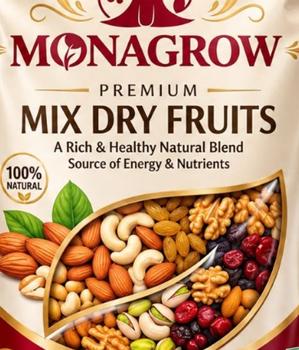 MONAGROW
PREMIUM
MIX DRY FRUITS
A Rich & Healthy Natural Blend
Source of Energy & Nutrients
100%
NATURAL